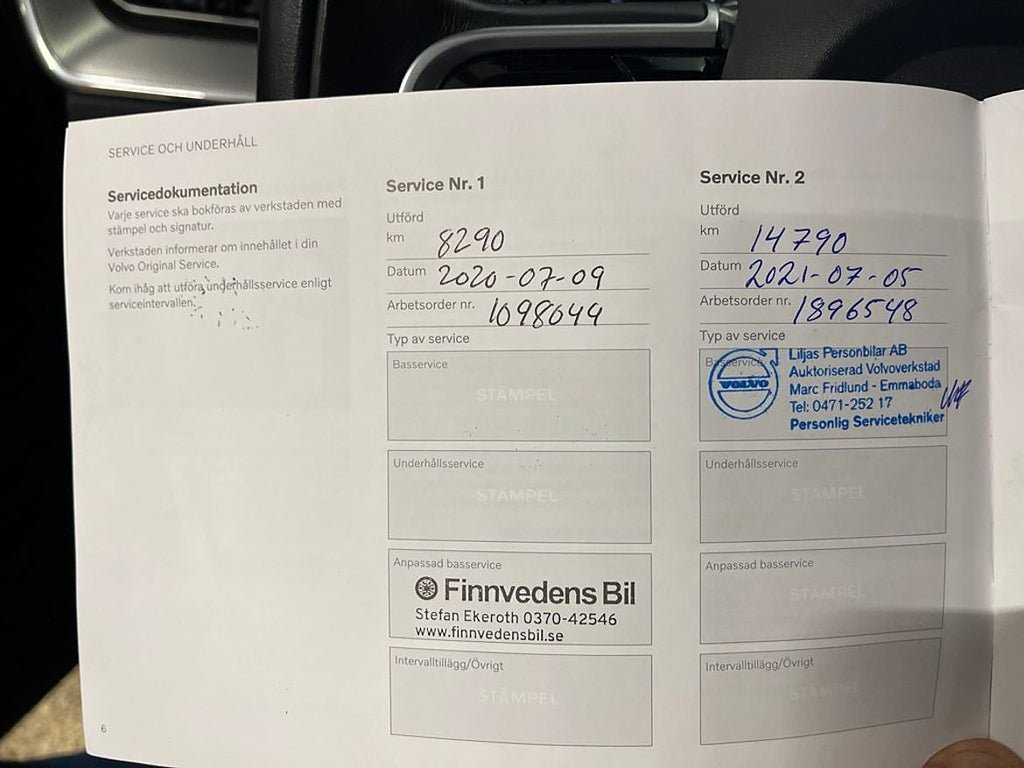 SERVICE OCH UNDERHÅLL
Servicedokumentation
Varje service ska bokföras av verkstaden med
stämpel och signatur.
Verkstaden informerar om innehållet i din
Volvo Original Service.
Kom ihåg att utföra underhållsservice enligt
serviceintervallen.
6
Service Nr. 1
Utförd
km 8290
Datum 2020-07-09
Arbetsorder nr. 1098044
Typ av service
Basservice
STÄMPEL
Underhållsservice
STÄMPEL
Anpassad basservice
Finnvedens Bil
Stefan Ekeroth 0370-42546
www.finnvedensbil.se
Intervalltillägg/Övrigt
STÄMPEL
Service Nr. 2
Utförd
km 14790
Datum 2021-07-05
Arbetsorder nr. 1896548
Typ av service
Basservice
VOLVO
Liljas Personbilar AB
Auktoriserad Volvoverkstad
Marc Fridlund - Emmaboda
Tel: 0471-252 17
Personlig Servicetekniker
Underhållsservice
STÄMPEL
Anpassad basservice
STÄMPEL
Intervalltillägg/Övrigt
STÄMPEL